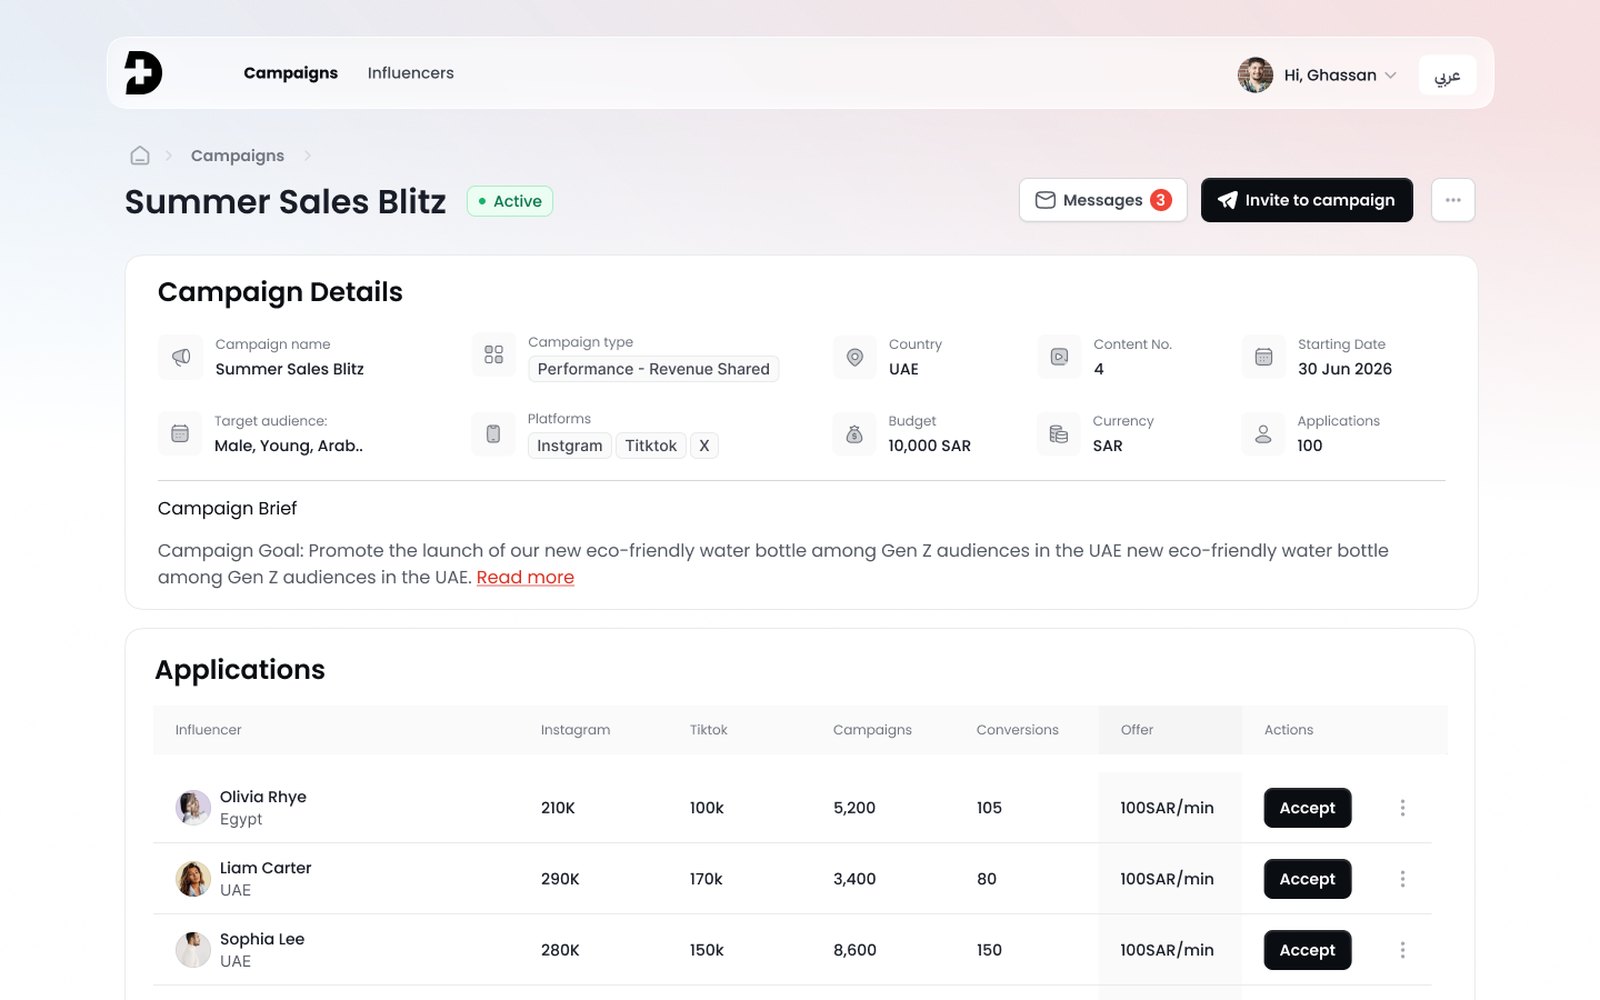 Campaigns
Influencers
Hi, Ghassan
عربي
Campaigns
Summer Sales Blitz
Active
Messages 3
Invite to campaign
Campaign Details
Campaign name
Summer Sales Blitz
Campaign type
Performance - Revenue Shared
Country
UAE
Content No.
4
Starting Date
30 Jun 2026
Target audience:
Male, Young, Arab..
Platforms
Instgram
Titktok
X
Budget
10,000 SAR
Currency
SAR
Applications
100
Campaign Brief
Campaign Goal: Promote the launch of our new eco-friendly water bottle among Gen Z audiences in the UAE new eco-friendly water bottle
among Gen Z audiences in the UAE. Read more
Applications
Influencer Instagram Tiktok Campaigns Conversions Offer Actions
Olivia Rhye
Egypt
210K 100k 5,200 105 100SAR/min Accept
Liam Carter
UAE
290K 170k 3,400 80 100SAR/min Accept
Sophia Lee
UAE
280K 150k 8,600 150 100SAR/min Accept